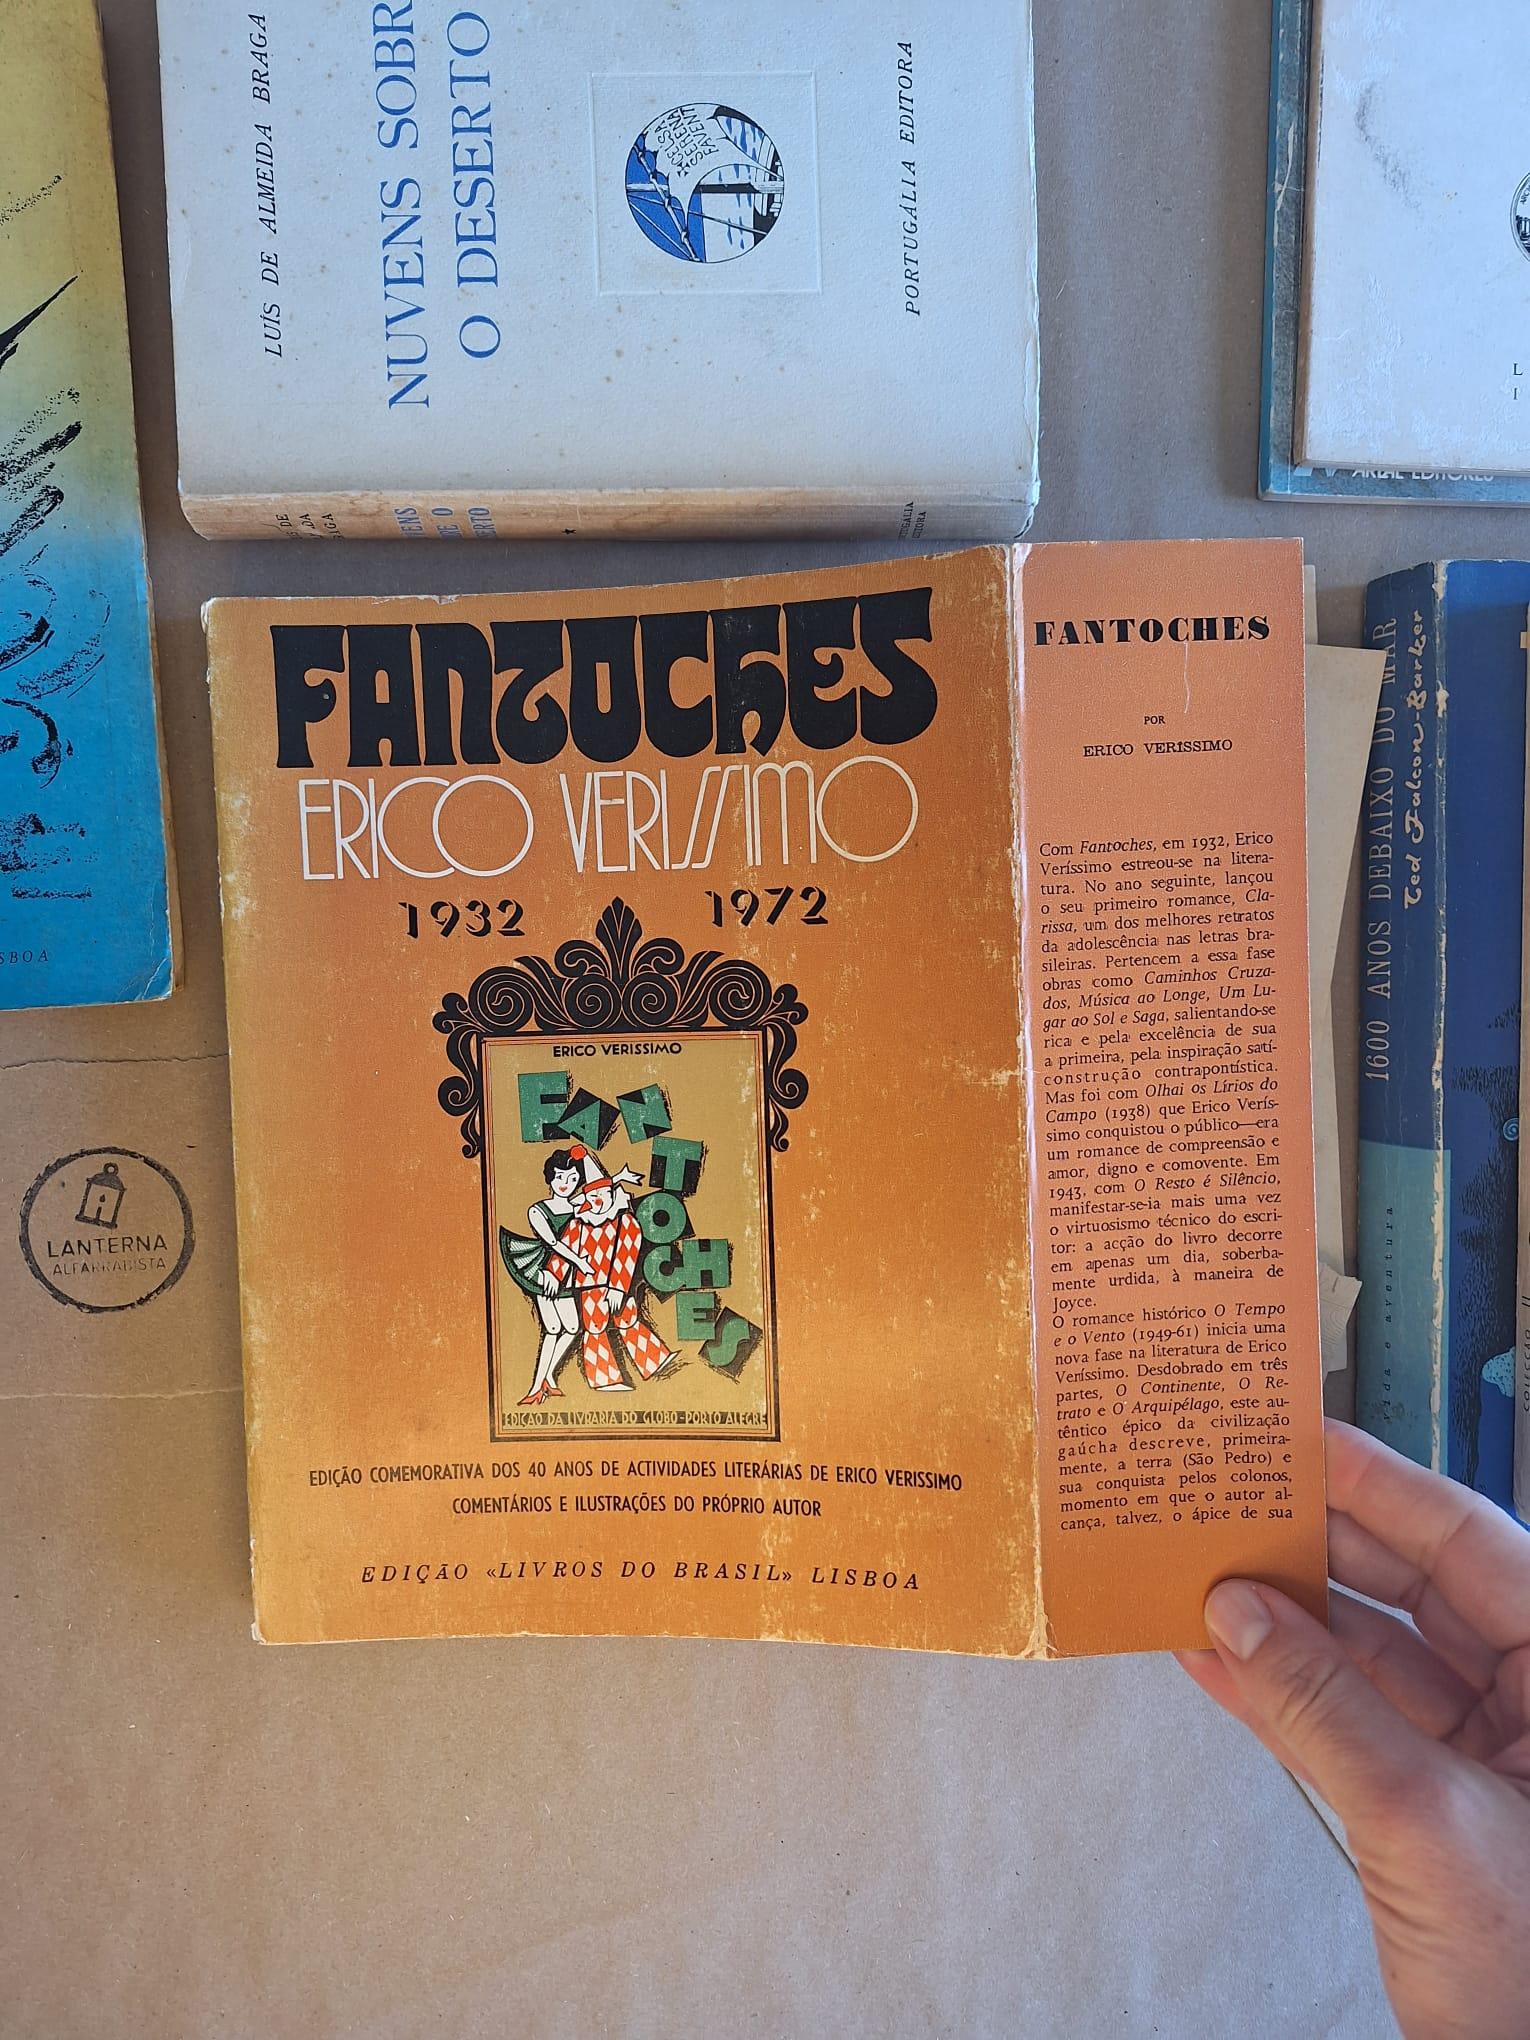 LUÍS DE ALMEIDA BRAGA
NUVENS SOBR
O DESERTO
CELSA
SERENA
FAVENT
PORTUGÁLIA EDITORA
L
I
ARIAL EDITORES
FANTOCHES
ERICO VERISSIMO
1932 1972
ERICO VERISSIMO
FANTOCHES
EDIÇÃO DA LIVRARIA DO GLOBO - PORTO ALEGRE
EDIÇÃO COMEMORATIVA DOS 40 ANOS DE ACTIVIDADES LITERÁRIAS DE ERICO VERISSIMO
COMENTÁRIOS E ILUSTRAÇÕES DO PRÓPRIO AUTOR
EDIÇÃO «LIVROS DO BRASIL» LISBOA
FANTOCHES
POR
ERICO VERÍSSIMO
Com Fantoches, em 1932, Erico
Veríssimo estreou-se na litera-
tura. No ano seguinte, lançou
o seu primeiro romance, Cla-
rissa, um dos melhores retratos
da adolescência nas letras bra-
sileiras. Pertencem a essa fase
obras como Caminhos Cruza-
dos, Música ao Longe, Um Lu-
gar ao Sol e Saga, salientando-se
rica e pela excelência de sua
a primeira, pela inspiração satí-
construção contrapontística.
Mas foi com Olhai os Lírios do
Campo (1938) que Erico Verís-
simo conquistou o público—era
um romance de compreensão e
amor, digno e comovente. Em
1943, com O Resto é Silêncio,
manifestar-se-ia mais uma vez
o virtuosismo técnico do escri-
tor: a acção do livro decorre
em apenas um dia, soberba-
mente urdida, à maneira de
Joyce.
O romance histórico O Tempo
e o Vento (1949-61) inicia uma
nova fase na literatura de Erico
Veríssimo. Desdobrado em três
partes, O Continente, O Re-
trato e O Arquipélago, este au-
têntico épico da civilização
gaúcha descreve, primeira-
mente, a terra (São Pedro) e
sua conquista pelos colonos,
momento em que o autor al-
cança, talvez, o ápice de sua
1600 ANOS DEBAIXO DO MAR
Ted Falcon-Barker
vida e aventura
SBOA
LANTERNA
ALFARRABISTA